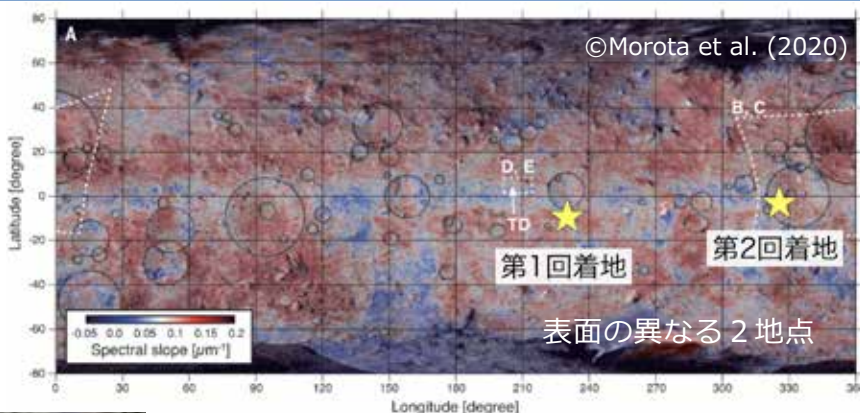 80
A
©Morota et al. (2020)
60
40
B, C
20
D, E
0
TD
-20
第1回着地
第2回着地
-40
-60
表面の異なる2地点
-0.05 0.0 0.05 0.1 0.15 0.2
Spectral slope [μm⁻¹]
-80
0 30 60 90 120 150 180 210 240 270 300 330 360
Longitude [degree]
Latitude [degree]